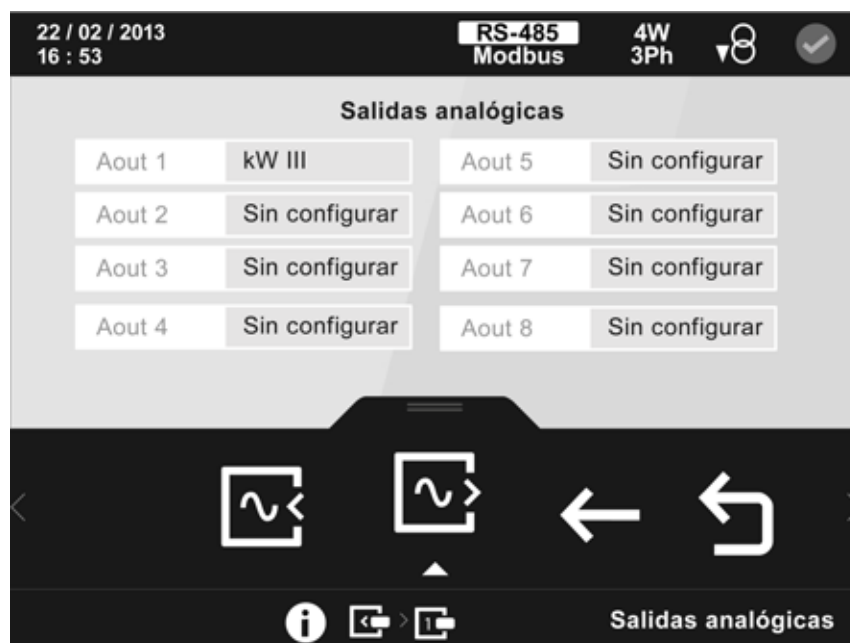 22 / 02 / 2013 RS-485 4W
16 : 53 Modbus 3Ph
Salidas analógicas
Aout 1 kW III Aout 5 Sin configurar
Aout 2 Sin configurar Aout 6 Sin configurar
Aout 3 Sin configurar Aout 7 Sin configurar
Aout 4 Sin configurar Aout 8 Sin configurar
i 1 Salidas analógicas